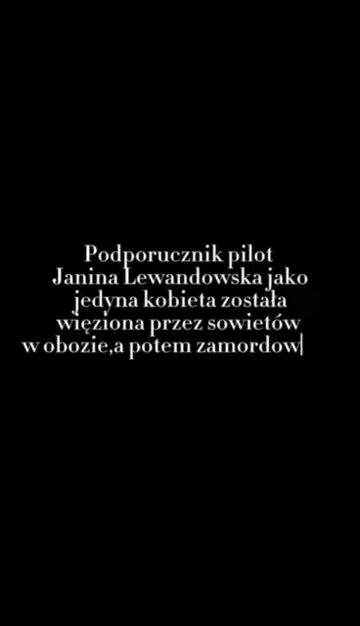 Podporucznik pilot
Janina Lewandowska jako
jedyna kobieta została
więziona przez sowietów
w obozie,a potem zamordow